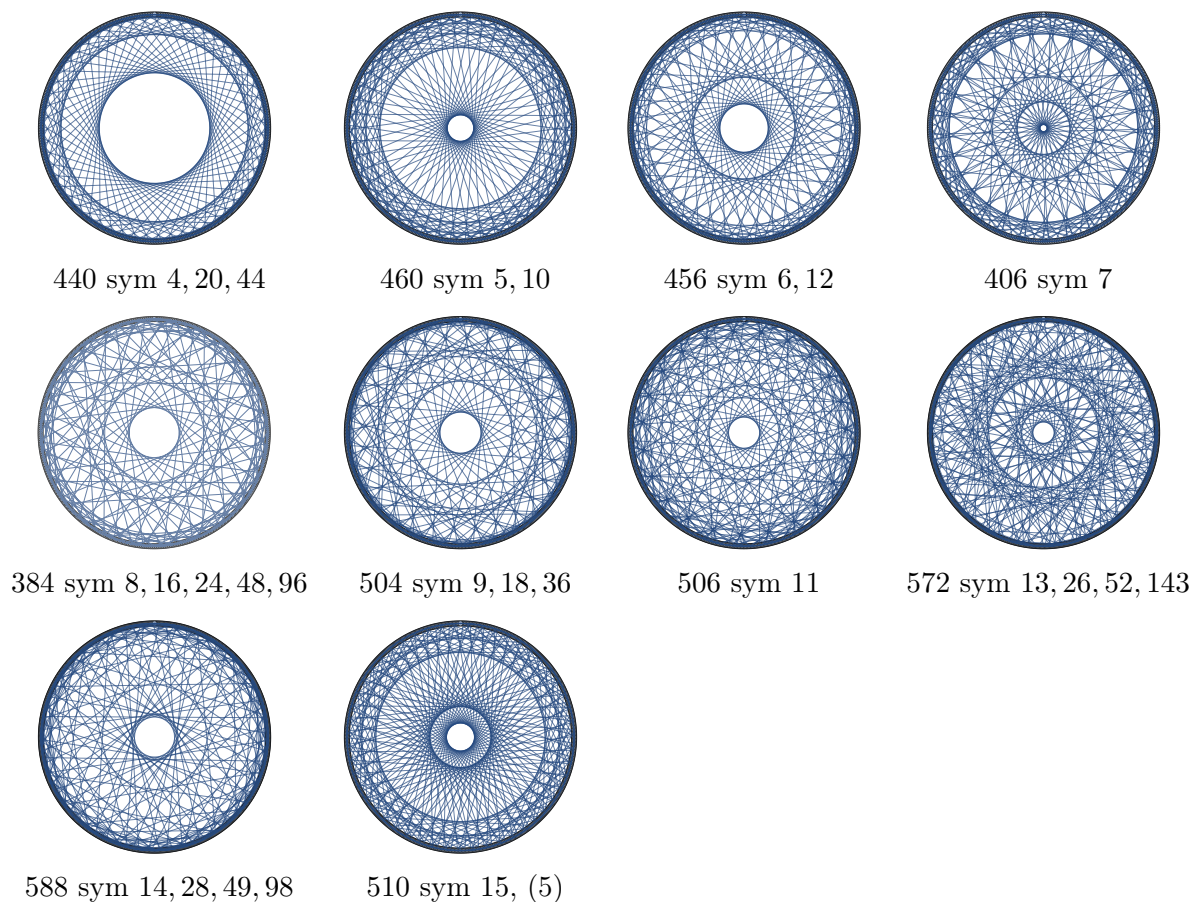 440 sym 4, 20, 44
460 sym 5, 10
456 sym 6, 12
406 sym 7
384 sym 8, 16, 24, 48, 96
504 sym 9, 18, 36
506 sym 11
572 sym 13, 26, 52, 143
588 sym 14, 28, 49, 98
510 sym 15, (5)